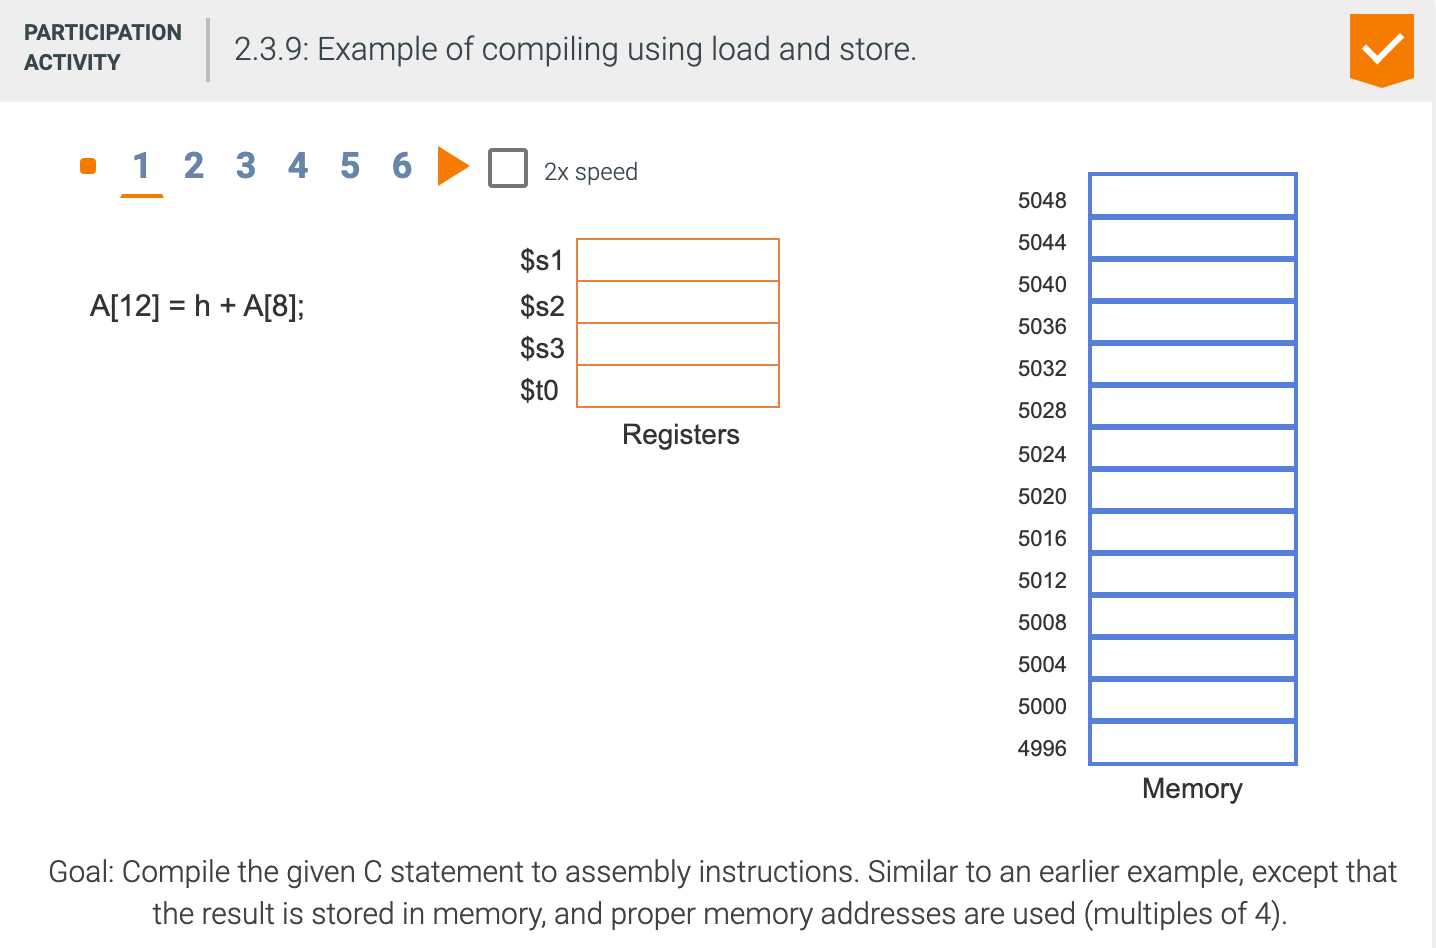 PARTICIPATION
ACTIVITY
2.3.9: Example of compiling using load and store.
1 2 3 4 5 6 2x speed
A[12] = h + A[8];
$s1
$s2
$s3
$t0
Registers
5048
5044
5040
5036
5032
5028
5024
5020
5016
5012
5008
5004
5000
4996
Memory
Goal: Compile the given C statement to assembly instructions. Similar to an earlier example, except that
the result is stored in memory, and proper memory addresses are used (multiples of 4).